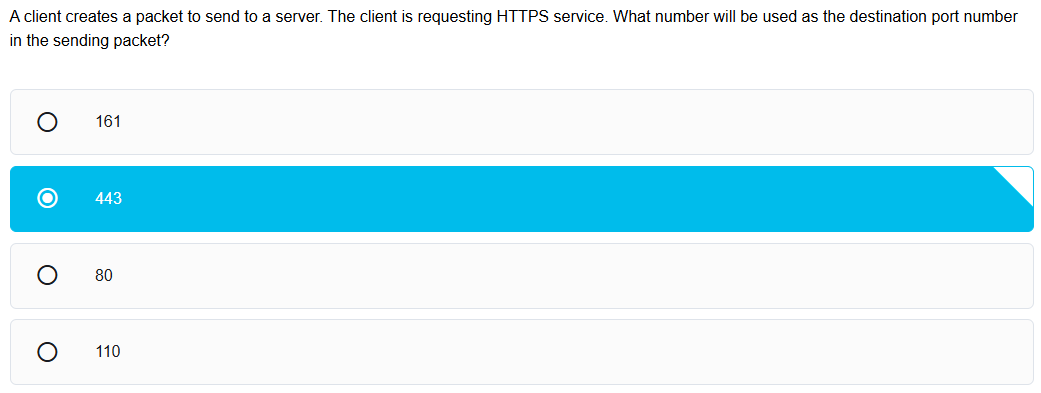 A client creates a packet to send to a server. The client is requesting HTTPS service. What number will be used as the destination port number
in the sending packet?
161
443
80
110